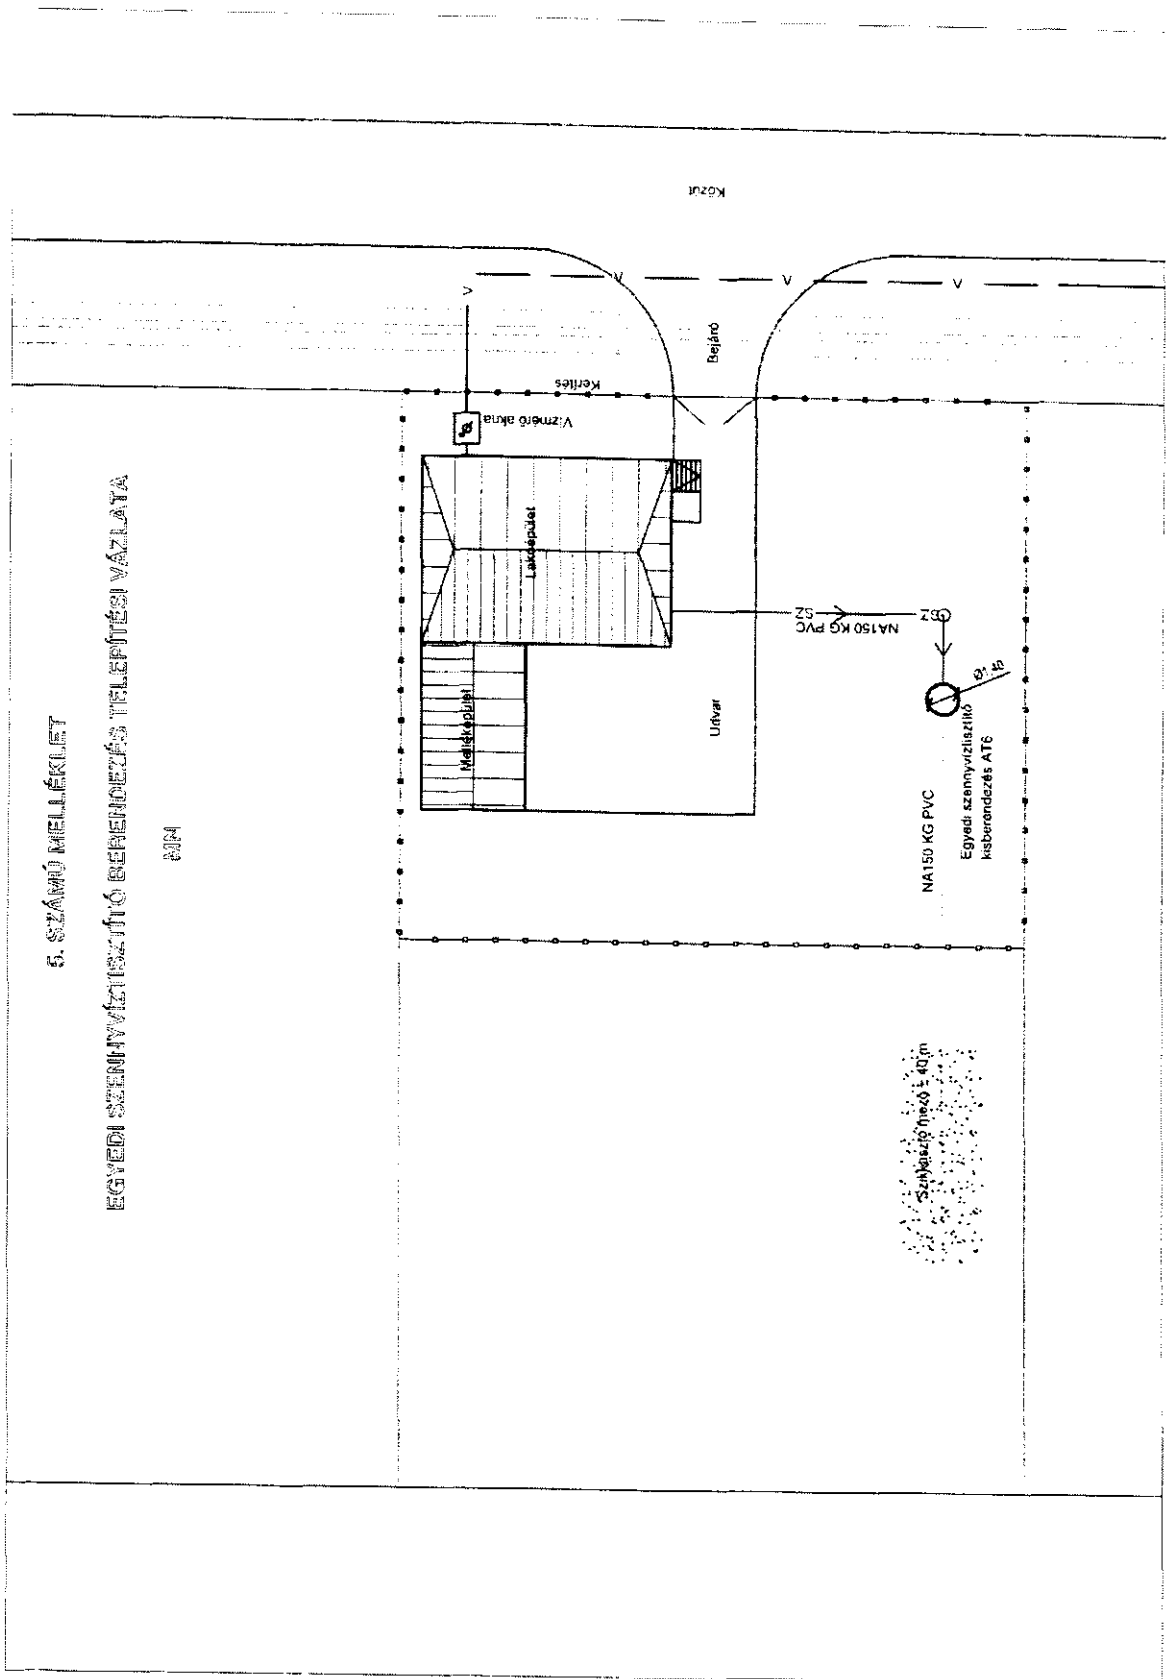 5. SZÁMÚ MELLÉKLET
EGYEDI SZENNYVÍZTISZTÍTÓ BERENDEZÉS TELEPÍTÉSI VÁZLATA
Közút
V
V
V
V
Bejáró
Kerítés
Vízmérő akna
Lakóépület
Melléképület
Udvar
SZ
NA150 KG PVC
SZ
Ø1,40
Egyedi szennyvíztisztító
kisberendezés AT6
NA150 KG PVC
Szikkasztó mező
40 m